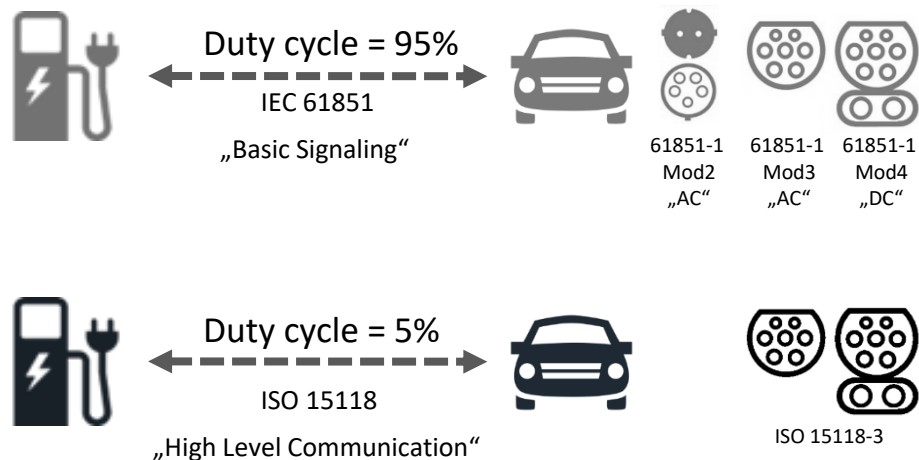 Duty cycle = 95%
IEC 61851
„Basic Signaling“
61851-1
Mod2
„AC“
61851-1
Mod3
„AC“
61851-1
Mod4
„DC“
Duty cycle = 5%
ISO 15118
„High Level Communication“
ISO 15118-3